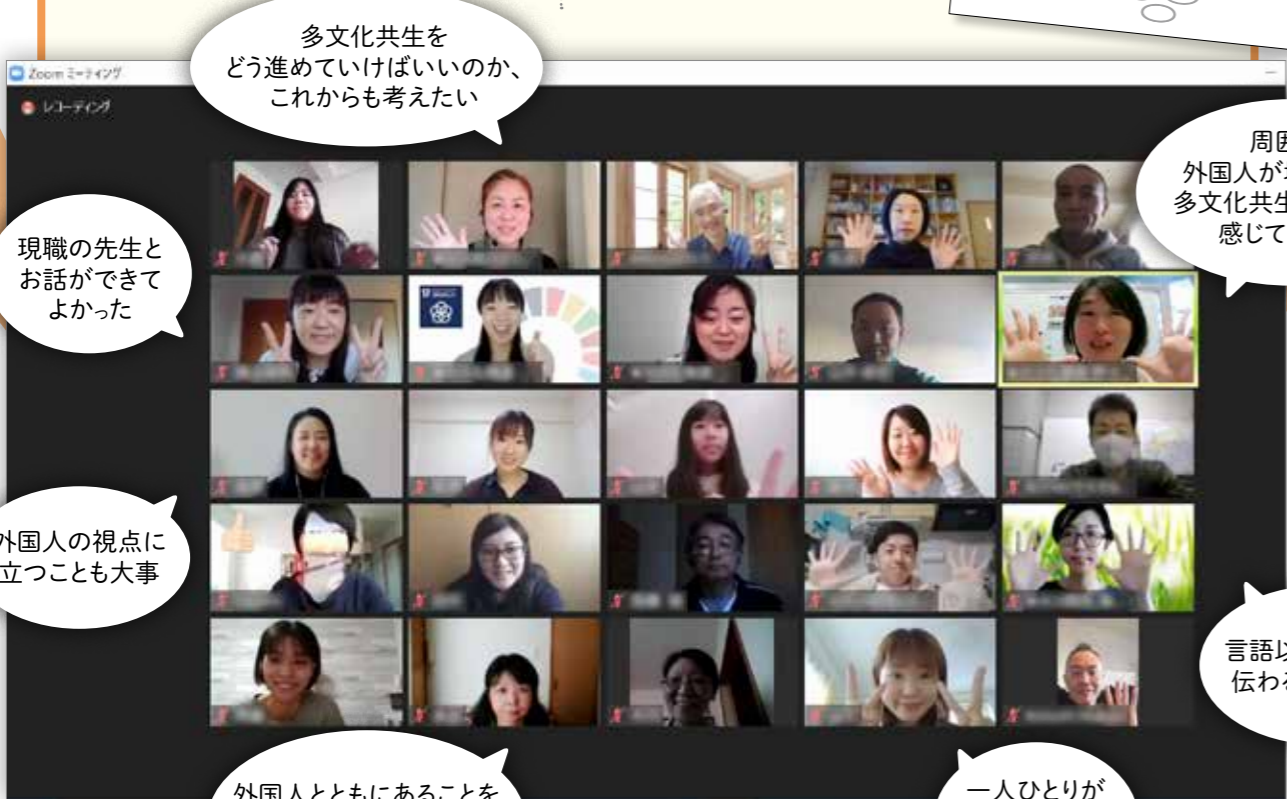 多文化共生を
どう進めていけばいいのか、
これからも考えたい
Zoom ミーティング
レコーディング
周囲
外国人が
多文化共生
感じて
現職の先生と
お話ができて
よかった
17
外国人の視点に
立つことも大事
言語以
伝わる
外国人とともにあることを
一人ひとりが